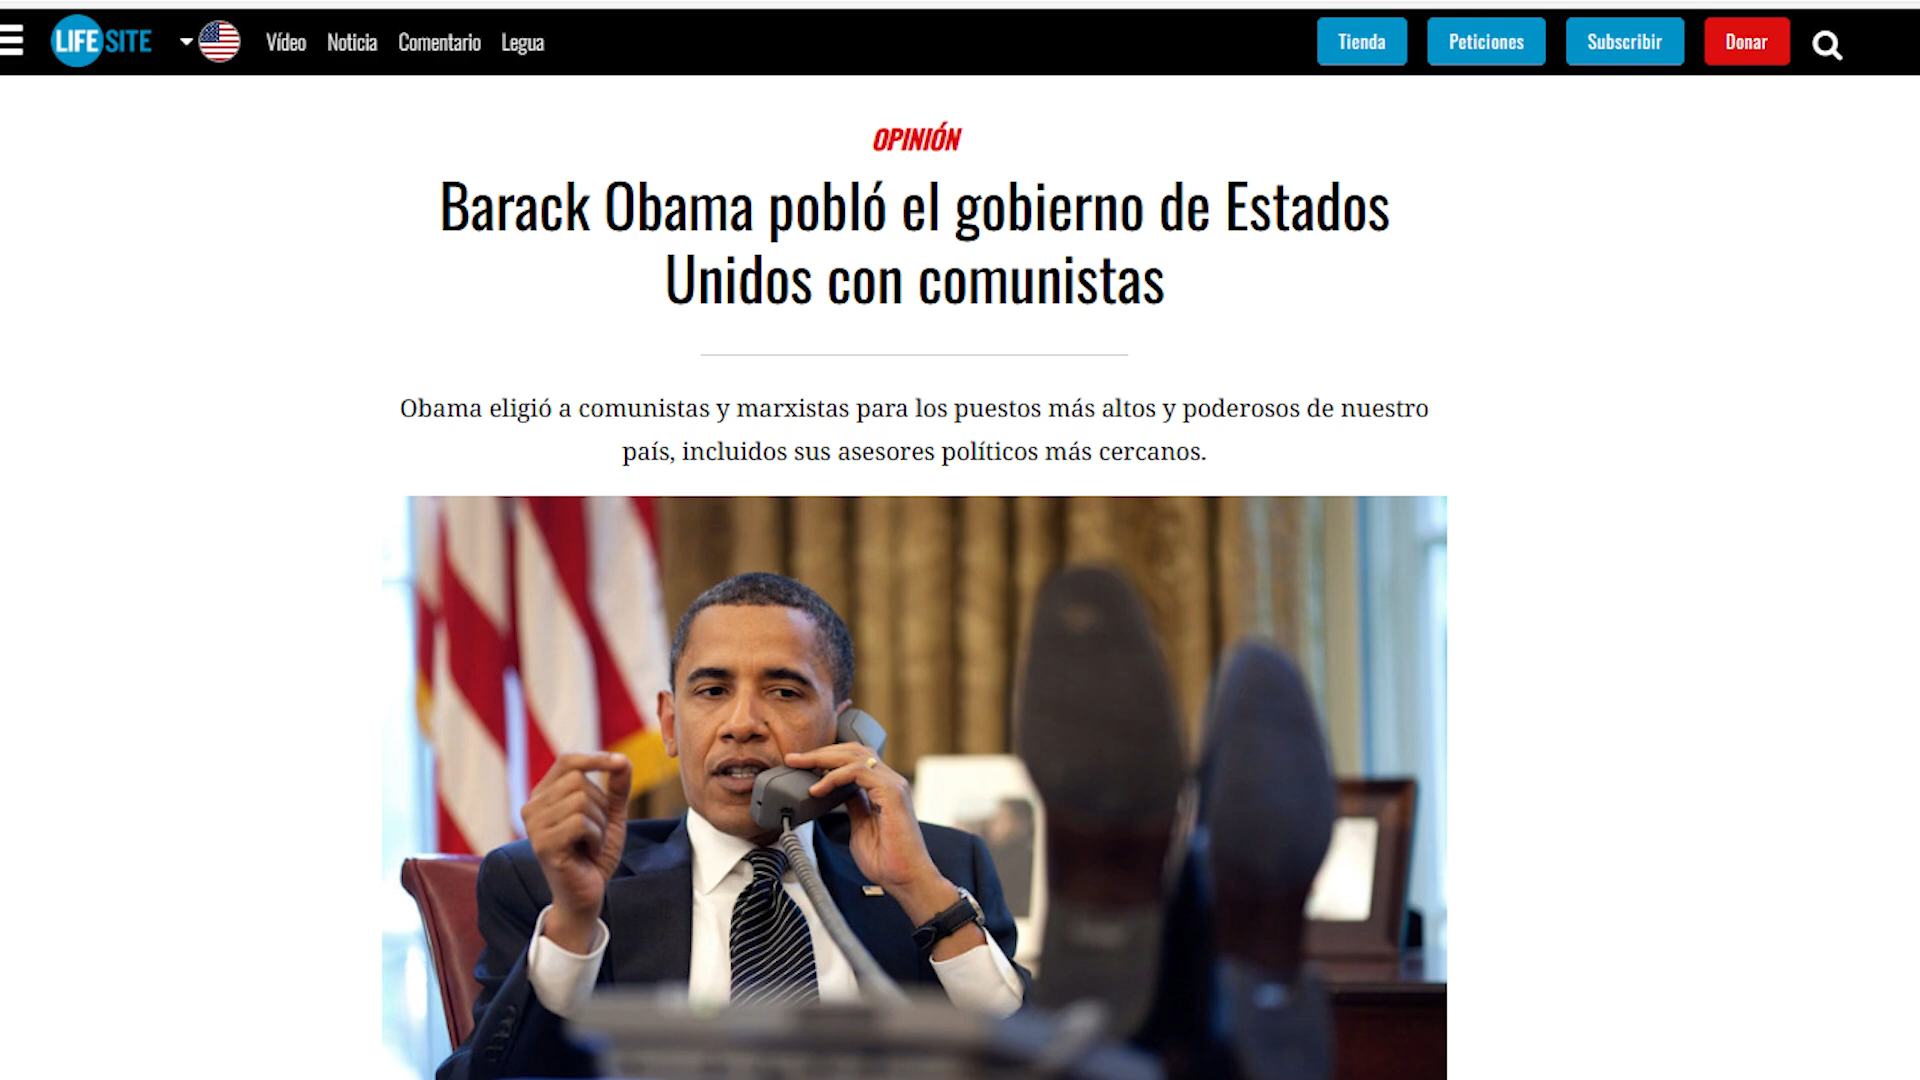 LIFESITE
Vídeo Noticia Comentario Legua
Tienda Peticiones Subscribir Donar
OPINIÓN
Barack Obama pobló el gobierno de Estados
Unidos con comunistas
Obama eligió a comunistas y marxistas para los puestos más altos y poderosos de nuestro
país, incluidos sus asesores políticos más cercanos.